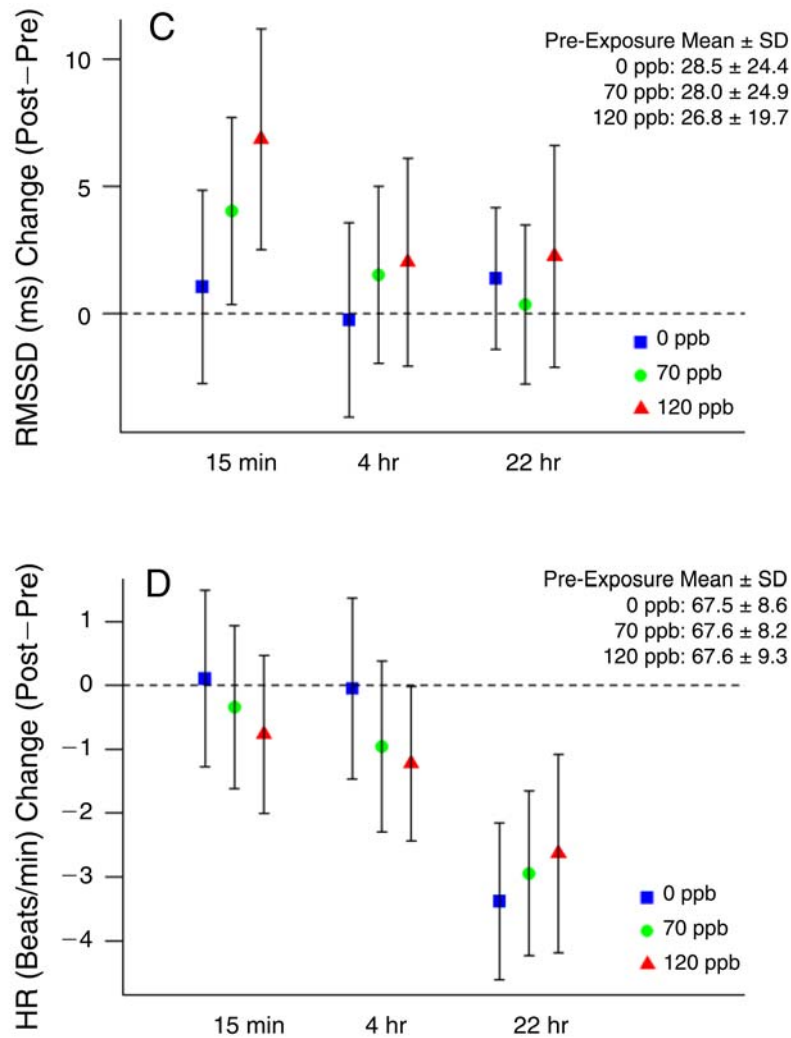 C
RMSSD (ms) Change (Post−Pre)
Pre-Exposure Mean ± SD
0 ppb: 28.5 ± 24.4
70 ppb: 28.0 ± 24.9
120 ppb: 26.8 ± 19.7
10
5
0
0 ppb
70 ppb
120 ppb
15 min
4 hr
22 hr
D
HR (Beats/min) Change (Post−Pre)
Pre-Exposure Mean ± SD
0 ppb: 67.5 ± 8.6
70 ppb: 67.6 ± 8.2
120 ppb: 67.6 ± 9.3
1
0
−1
−2
−3
−4
0 ppb
70 ppb
120 ppb
15 min
4 hr
22 hr